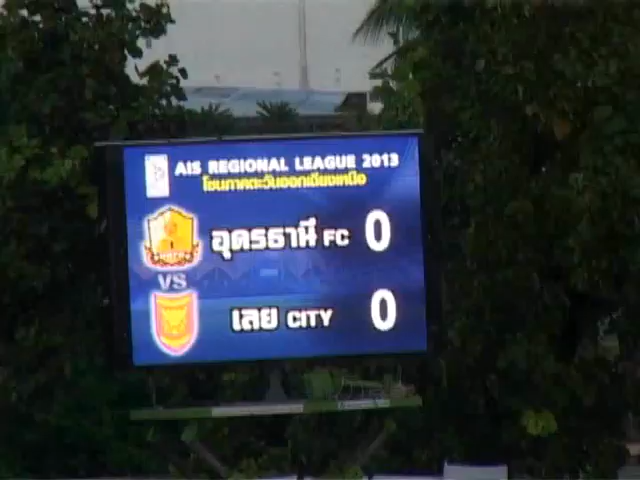 AIS REGIONAL LEAGUE 2013
โซนภาคตะวันออกเฉียงเหนือ
อุดรธานี FC 0
VS
เลย CITY 0